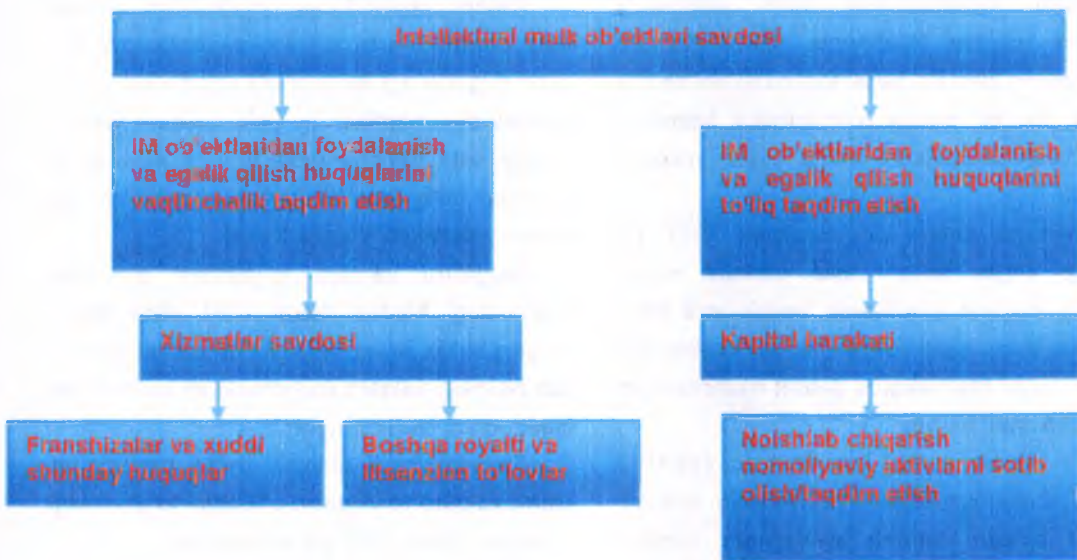 Intellektual mulk ob'ektlari savdosi
IM ob'ektlaridan foydalanish
va egalik qilish huquqlarini
vaqtinchalik taqdim etish
IM ob'ektlaridan foydalanish
va egalik qilish huquqlarini
to'liq taqdim etish
Xizmatlar savdosi
Kapital harakati
Franshizalar va xuddi
shunday huquqlar
Boshqa royalti va
litsenzion to'lovlar
Noishlab chiqarish
nomoliyaviy aktivlarni sotib
olish/taqdim etish